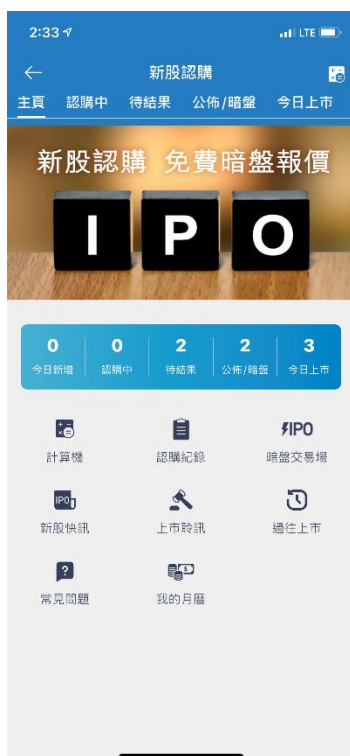 2:33
LTE
新股認購
主頁 認購中 待結果 公佈/暗盤 今日上市
新股認購 免費暗盤報價
I P O
0 0 2 2 3
今日新增 認購中 待結果 公佈/暗盤 今日上市
IPO
計算機 認購紀錄 暗盤交易場
IPO
新股快訊 上市聆訊 過往上市
?
$
常見問題 我的月曆